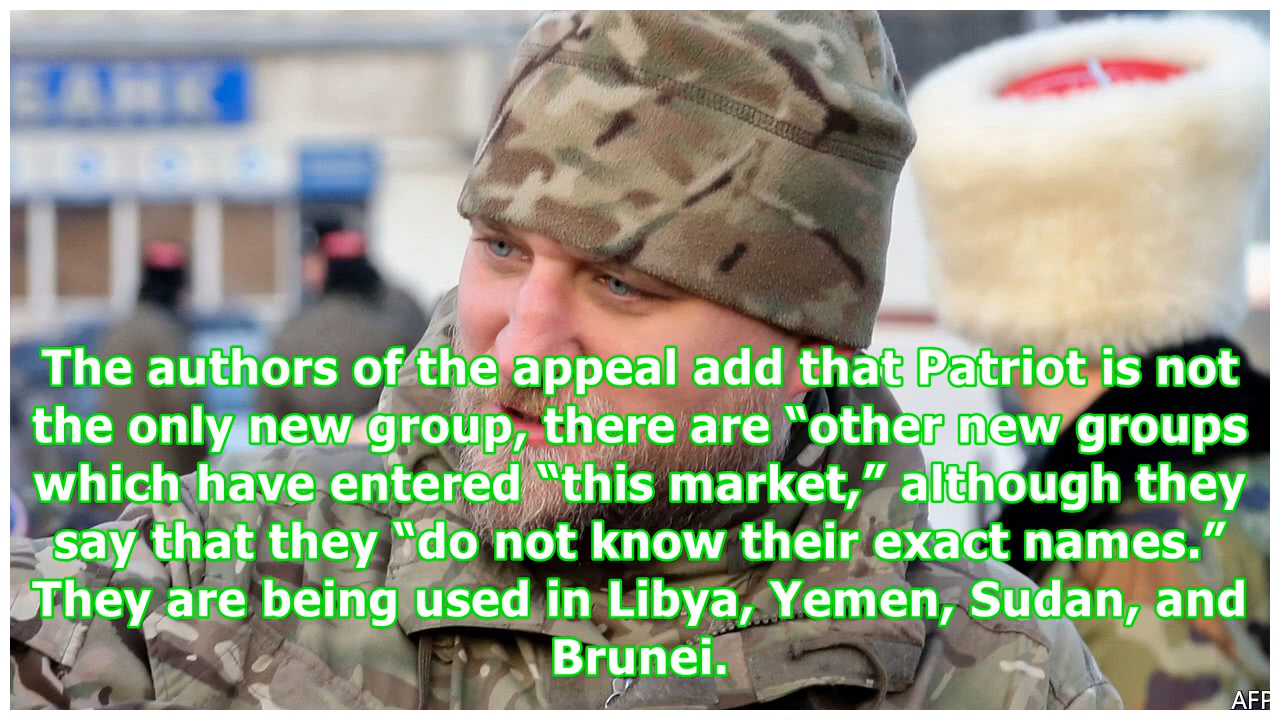 БАНК
The authors of the appeal add that Patriot is not
the only new group, there are “other new groups
which have entered “this market,” although they
say that they “do not know their exact names.”
They are being used in Libya, Yemen, Sudan, and
Brunei.
AFP